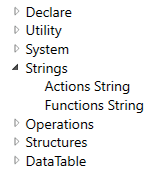 Declare
Utility
System
Strings
Actions String
Functions String
Operations
Structures
DataTable